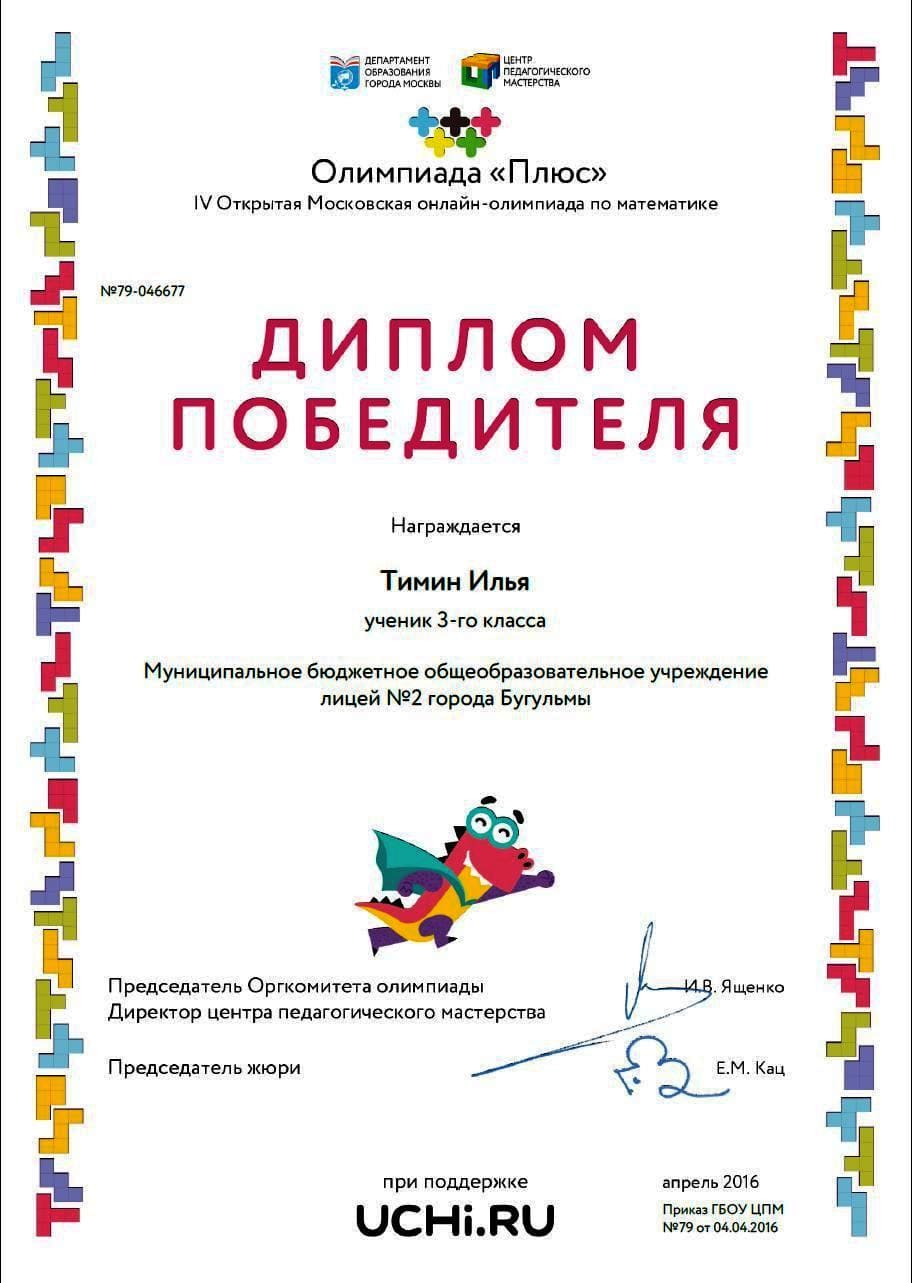 ДЕПАРТАМЕНТ
ОБРАЗОВАНИЯ
ГОРОДА МОСКВЫ
ЦЕНТР
ПЕДАГОГИЧЕСКОГО
МАСТЕРСТВА
Олимпиада «Плюс»
IV Открытая Московская онлайн-олимпиада по математике
№79-046677
ДИПЛОМ
ПОБЕДИТЕЛЯ
Награждается
Тимин Илья
ученик 3-го класса
Муниципальное бюджетное общеобразовательное учреждение
лицей №2 города Бугульмы
Председатель Оргкомитета олимпиады
Директор центра педагогического мастерства
И.В. Ященко
Председатель жюри
Е.М. Кац
при поддержке
UCHi.RU
апрель 2016
Приказ ГБОУ ЦПМ
№79 от 04.04.2016